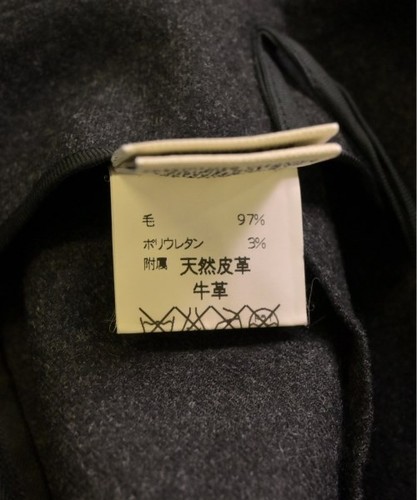 毛 97%
ポリウレタン 3%
附属 天然皮革
牛革